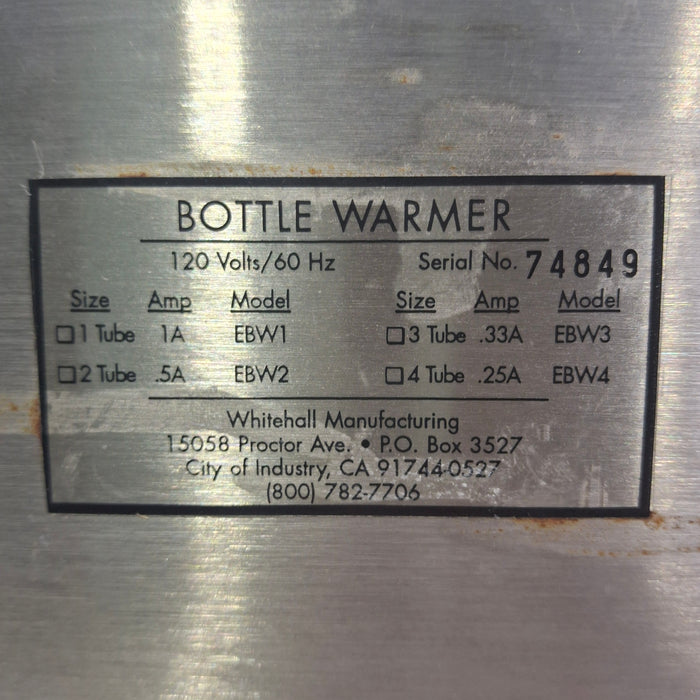 BOTTLE WARMER
120 Volts/60 Hz Serial No. 74849
Size Amp Model Size Amp Model
☐ 1 Tube 1A EBW1 ☐ 3 Tube .33A EBW3
☐ 2 Tube .5A EBW2 ☐ 4 Tube .25A EBW4
Whitehall Manufacturing
15058 Proctor Ave. • P.O. Box 3527
City of Industry, CA 91744-0527
(800) 782-7706